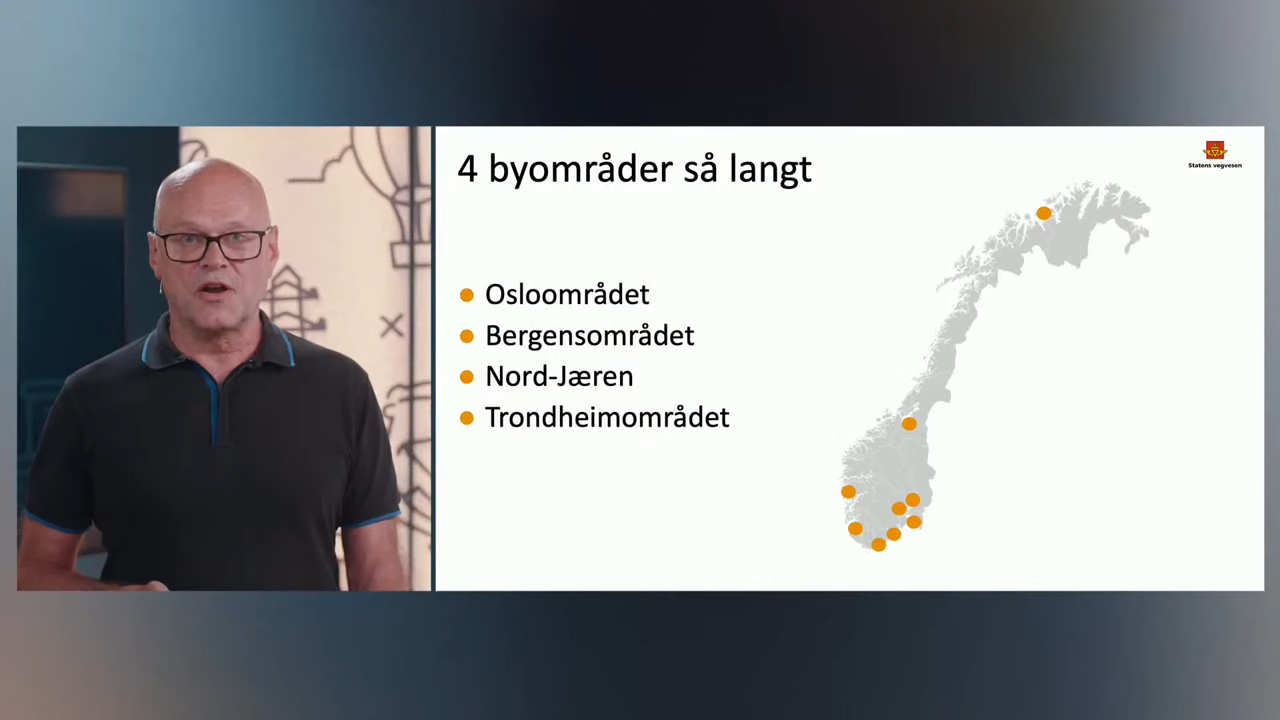 4 byområder så langt
Statens vegvesen
Osloområdet
Bergensområdet
Nord-Jæren
Trondheimområdet